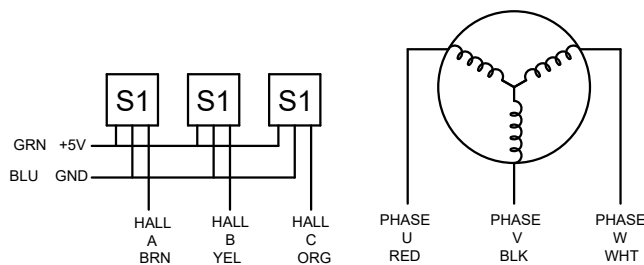 S1 S1 S1
GRN +5V
BLU GND
HALL
A
BRN
HALL
B
YEL
HALL
C
ORG
PHASE
U
RED
PHASE
V
BLK
PHASE
W
WHT